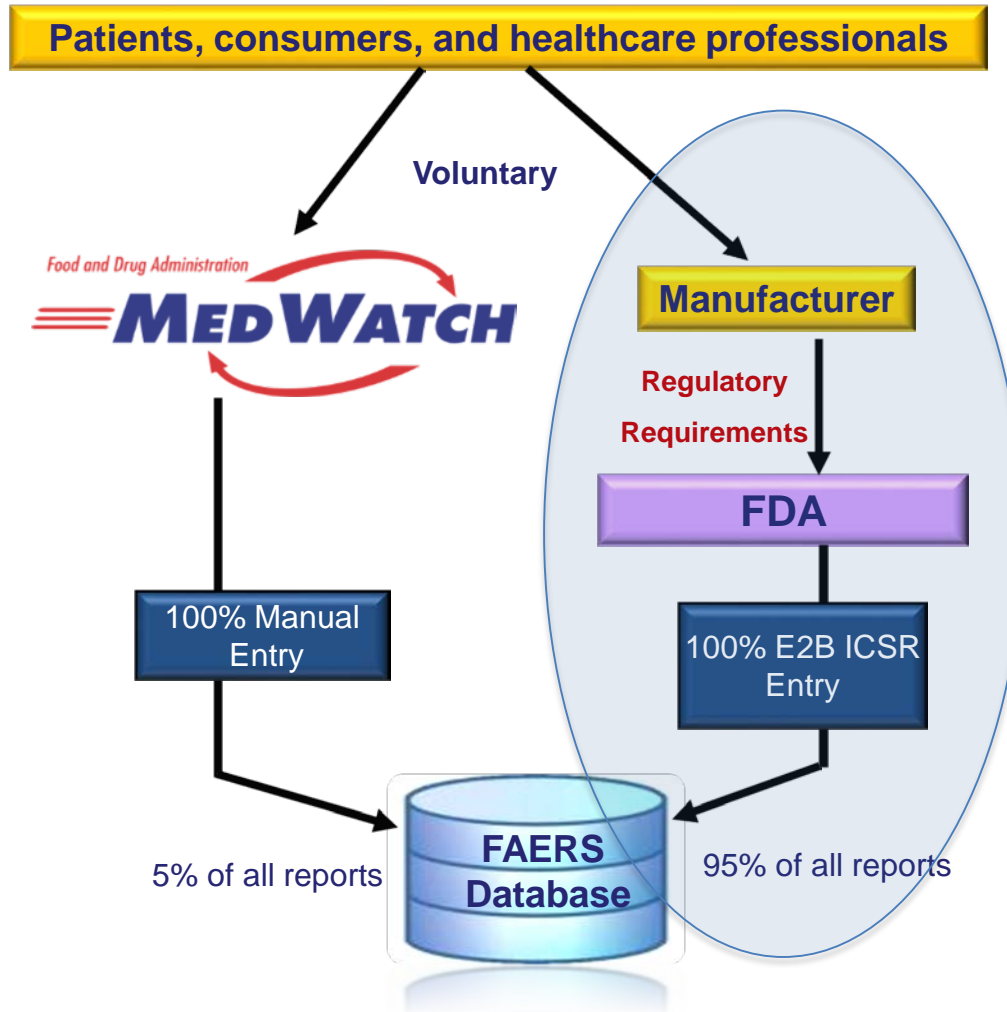 Patients, consumers, and healthcare professionals
Voluntary
Food and Drug Administration
MEDWATCH
Manufacturer
Regulatory
Requirements
FDA
100% Manual
Entry
100% E2B ICSR
Entry
FAERS
Database
5% of all reports
95% of all reports